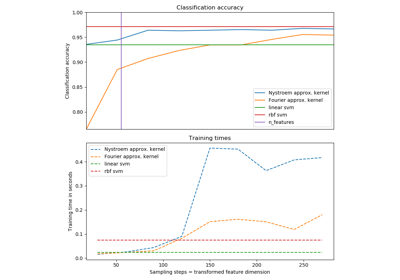 Classification accuracy
1.00
0.95
0.90
0.85
0.80
Classification accuracy
Nystroem approx. kernel
Fourier approx. kernel
linear svm
rbf svm
n_features
Training times
0.4
0.3
0.2
0.1
0.0
Training time in seconds
Nystroem approx. kernel
Fourier approx. kernel
linear svm
rbf svm
50
100
150
200
250
Sampling steps = transformed feature dimension